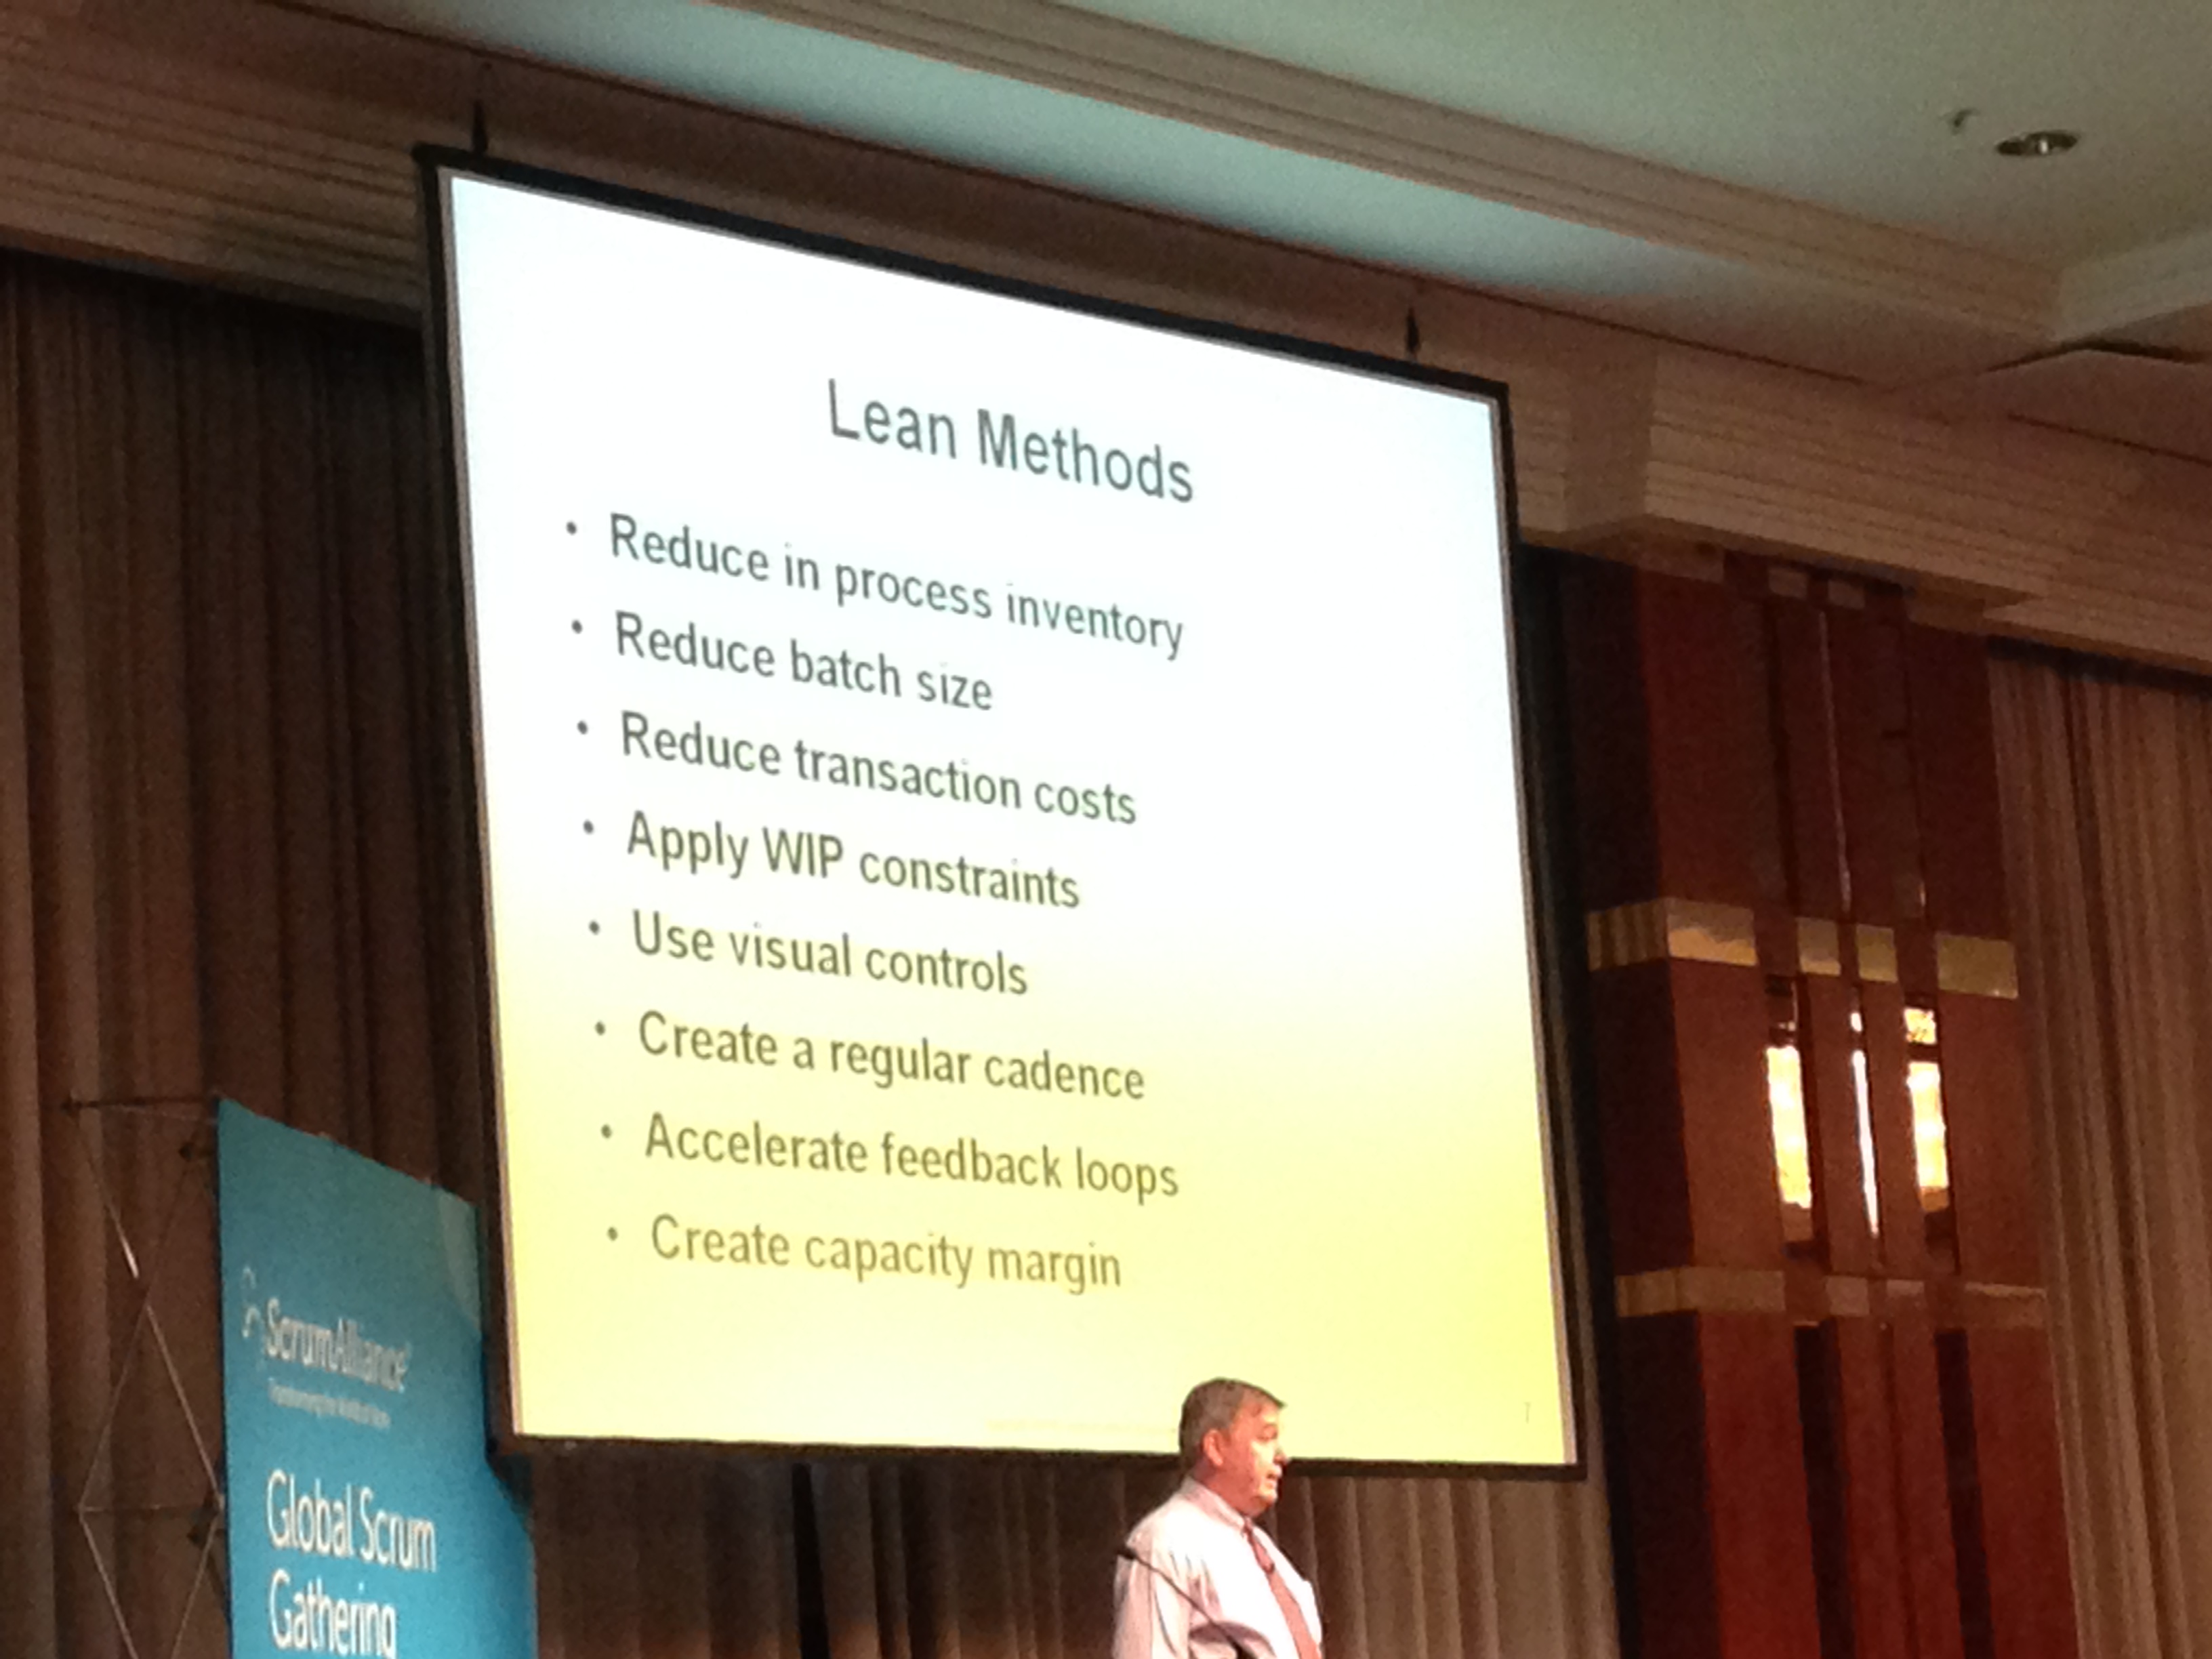 Lean Methods
• Reduce in process inventory
• Reduce batch size
• Reduce transaction costs
• Apply WIP constraints
• Use visual controls
• Create a regular cadence
• Accelerate feedback loops
• Create capacity margin
ScrumAlliance®
Global Scrum
Gathering